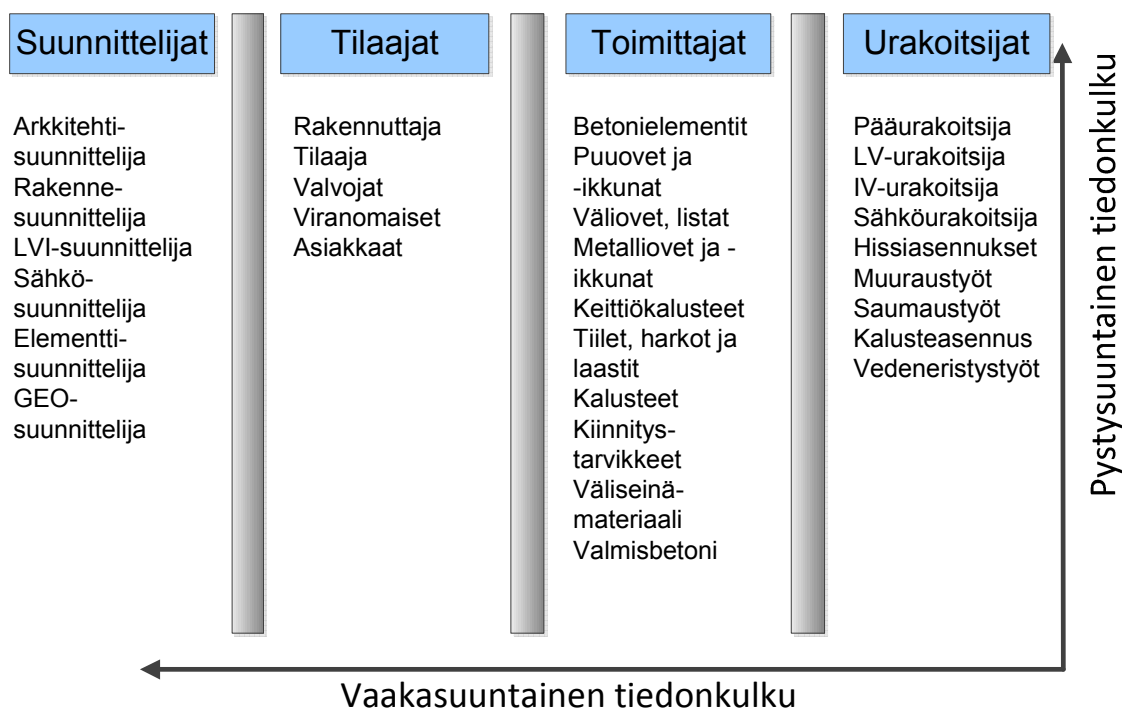 Suunnittelijat
Arkkitehti-
suunnittelija
Rakenne-
suunnittelija
LVI-suunnittelija
Sähkö-
suunnittelija
Elementti-
suunnittelija
GEO-
suunnittelija
Tilaajat
Rakennuttaja
Tilaaja
Valvojat
Viranomaiset
Asiakkaat
Toimittajat
Betonielementit
Puuovet ja
-ikkunat
Väliovet, listat
Metalliovet ja -
ikkunat
Keittiökalusteet
Tiilet, harkot ja
laastit
Kalusteet
Kiinnitys-
tarvikkeet
Väliseinä-
materiaali
Valmisbetoni
Urakoitsijat
Pääurakoitsija
LV-urakoitsija
IV-urakoitsija
Sähköurakoitsija
Hissiasennukset
Muuraustyöt
Saumaustyöt
Kalusteasennus
Vedeneristystyöt
Pystysuuntainen tiedonkulku
Vaakasuuntainen tiedonkulku